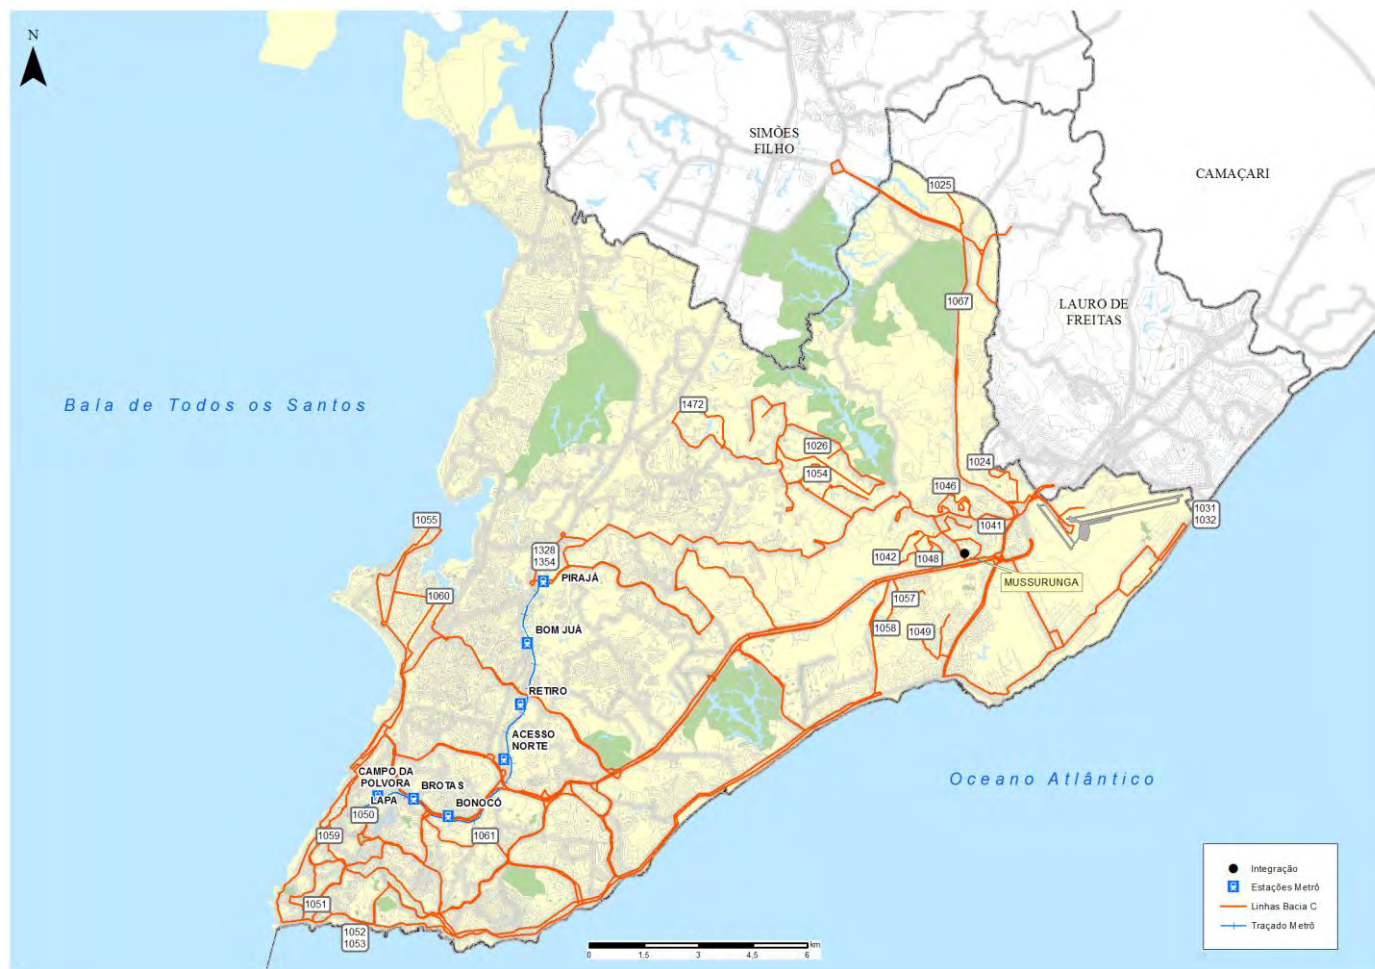 N
SIMÕES
FILHO
CAMAÇARI
1025
1067
LAURO DE
FREITAS
Baía de Todos os Santos
1472
1026
1024
1054
1046
1031
1032
1055
1041
1328
1354
1042
1048
PIRAJÁ
MUSSURUNGA
1060
1057
BOM JUÁ
1058
1049
RETIRO
ACESSO
NORTE
CAMPO DA
POLVORA
BROTAS
LAPA
BONOCÔ
Oceano Atlântico
1050
1059
1061
1051
1052
1053
Integração
Estações Metrô
Linhas Bacia C
Traçado Metrô
km
0
1,5
3
4,5
6